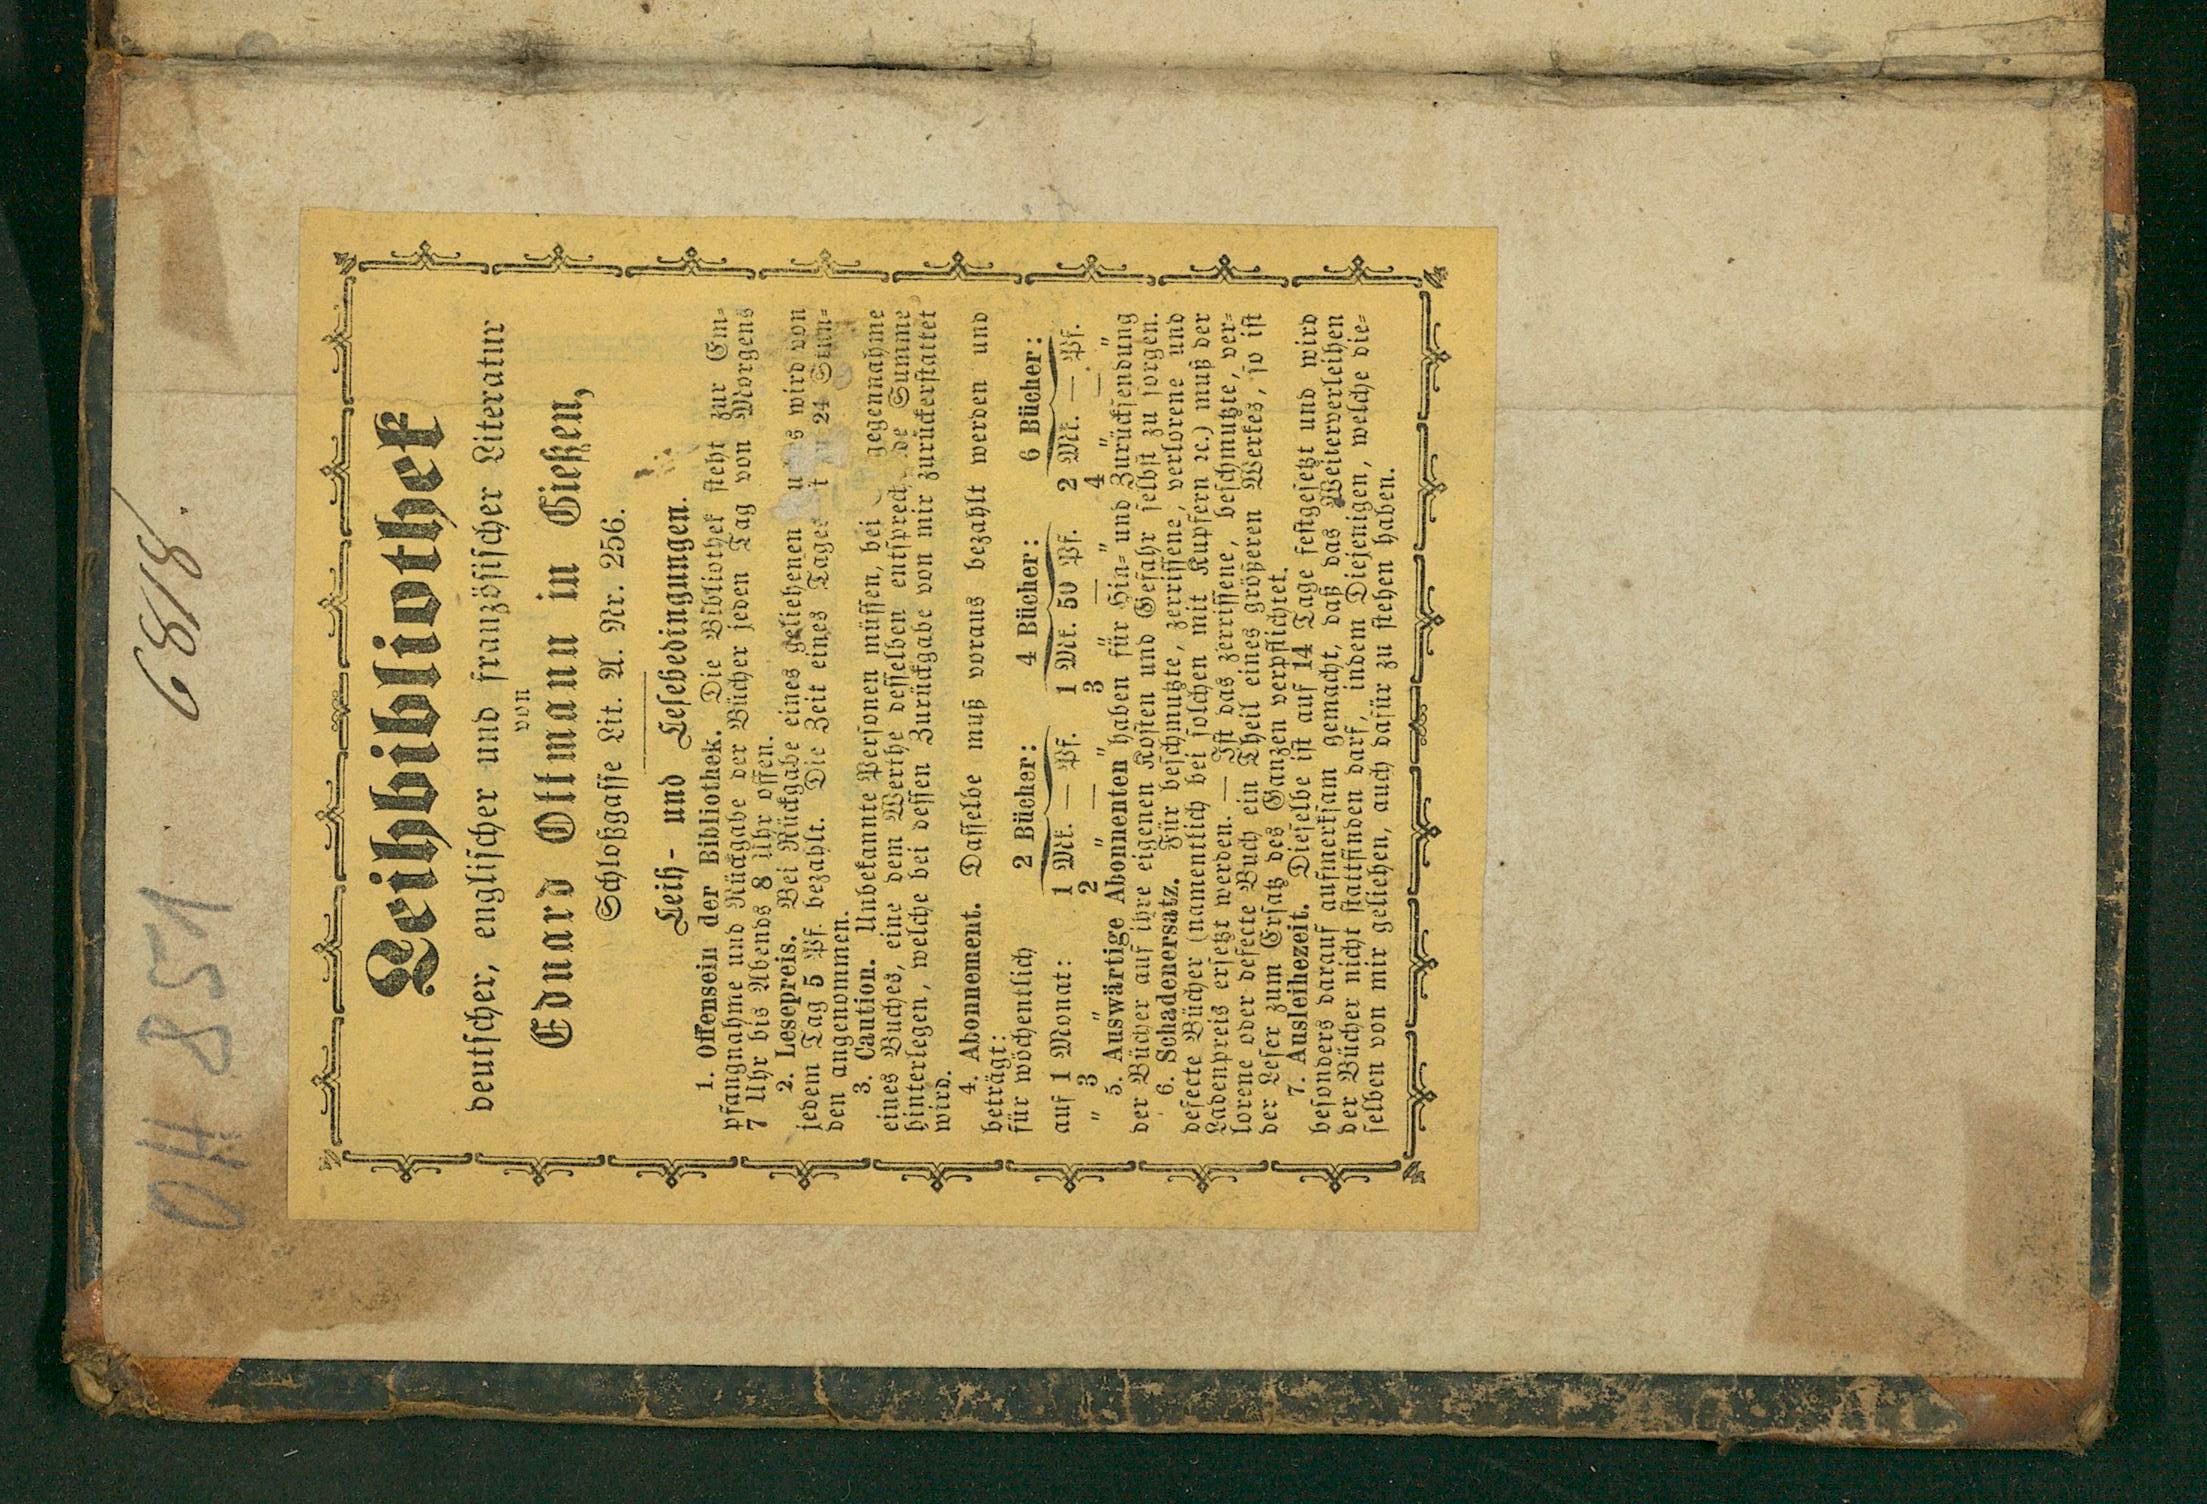 6818.
OH 851
Leihbibliothek
deutscher, englischer und französischer Literatur
von
Eduard Ottmann in Gießen,
Schloßgasse Lit. A. Nr. 256.
Leih- und Lesebedingungen.
1. Offensein der Bibliothek. Die Bibliothek steht zur Em-
pfangnahme und Rückgabe der Bücher jeden Tag von Morgens
7 Uhr bis Abends 8 Uhr offen.
2. Lesepreis. Bei Rückgabe eines geliehenen wird von
jedem Tag 5 Pf. bezahlt. Die Zeit eines Tages 24 Stun-
den angenommen.
3. Caution. Unbekannte Personen müssen, bei gegennahme
eines Buches, eine dem Werthe desselben Summe
hinterlegen, welche bei dessen Zurückgabe von mir zurückerstattet
wird.
4. Abonnement. Dasselbe muß voraus bezahlt werden und
beträgt:
für wöchentlich 2 Bücher: 4 Bücher: 6 Bücher:
auf 1 Monat: 1 Mk. — Pf. 1 Mk. 50 Pf. 2 Mk. — Pf.
„ 3 „ 2 „ — „ 3 „ — „ 4 „ — „
5. Auswärtige Abonnenten haben für Hin- und Zurücksendung
der Bücher auf ihre eigenen Kosten und Gefahr selbst zu sorgen.
6. Schadenersatz. Für beschmutzte, zerrissene, verlorene und
defecte Bücher (namentlich bei solchen mit Kupfern ꝛc.) muß der
Ladenpreis ersetzt werden. — Ist das zerrissene, beschmutzte, ver-
lorene oder defecte Buch ein Theil eines größeren Werkes, so ist
der Leser zum Ersatz des Ganzen verpflichtet.
7. Ausleihezeit. Dieselbe ist auf 14 Tage festgesetzt und wird
besonders darauf aufmerksam gemacht, daß das Weiterverleihen
der Bücher nicht stattfinden darf, indem Diejenigen, welche die-
selben von mir geliehen, auch dafür zu stehen haben.